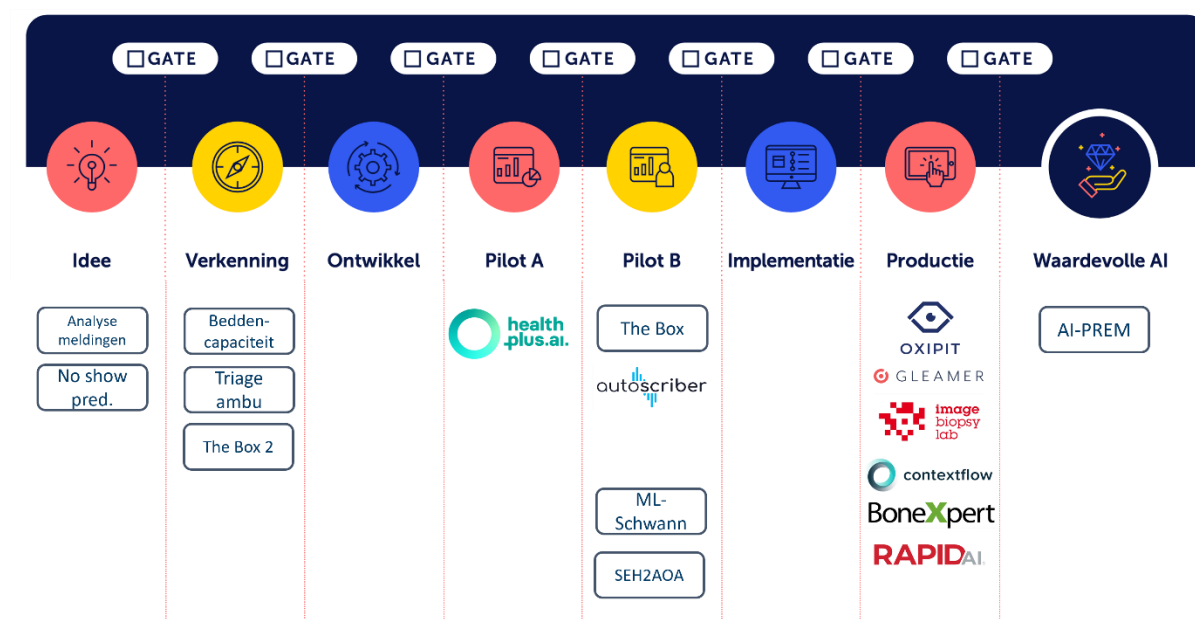 GATE GATE GATE GATE GATE GATE GATE
Idee
Verkenning
Ontwikkel
Pilot A
Pilot B
Implementatie
Productie
Waardevolle AI
Analyse
meldingen
No show
pred.
Bedden-
capaciteit
Triage
ambu
The Box 2
health
plus.ai.
The Box
autoscriber
ML-
Schwann
SEH2AOA
OXIPIT
GLEAMER
image
biopsy
lab
contextflow
BoneXpert
RAPIDAI
AI-PREM